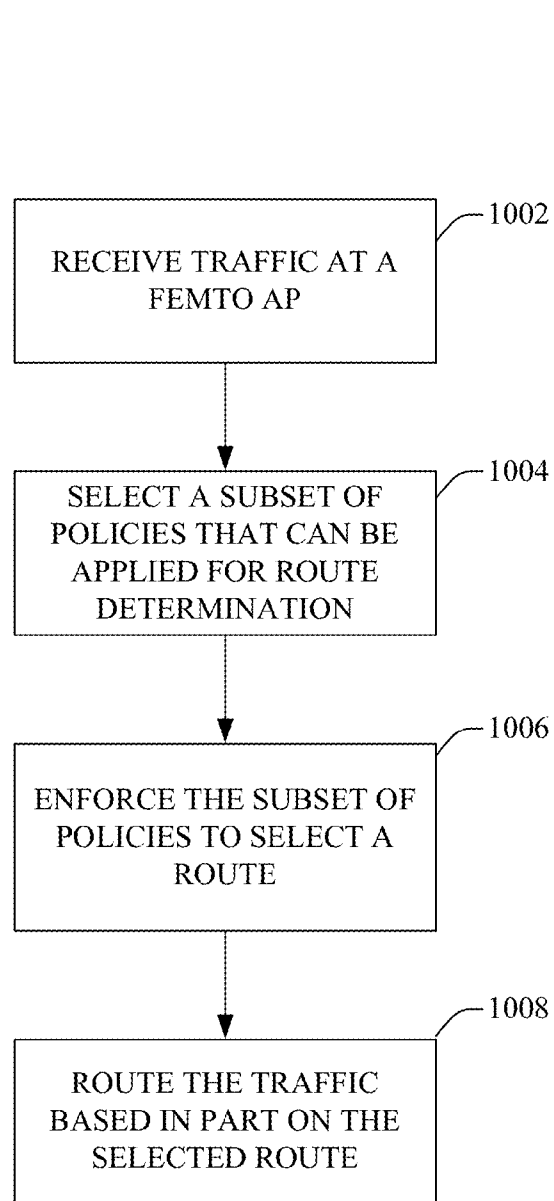 1002
RECEIVE TRAFFIC AT A
FEMTO AP
1004
SELECT A SUBSET OF
POLICIES THAT CAN BE
APPLIED FOR ROUTE
DETERMINATION
1006
ENFORCE THE SUBSET OF
POLICIES TO SELECT A
ROUTE
1008
ROUTE THE TRAFFIC
BASED IN PART ON THE
SELECTED ROUTE